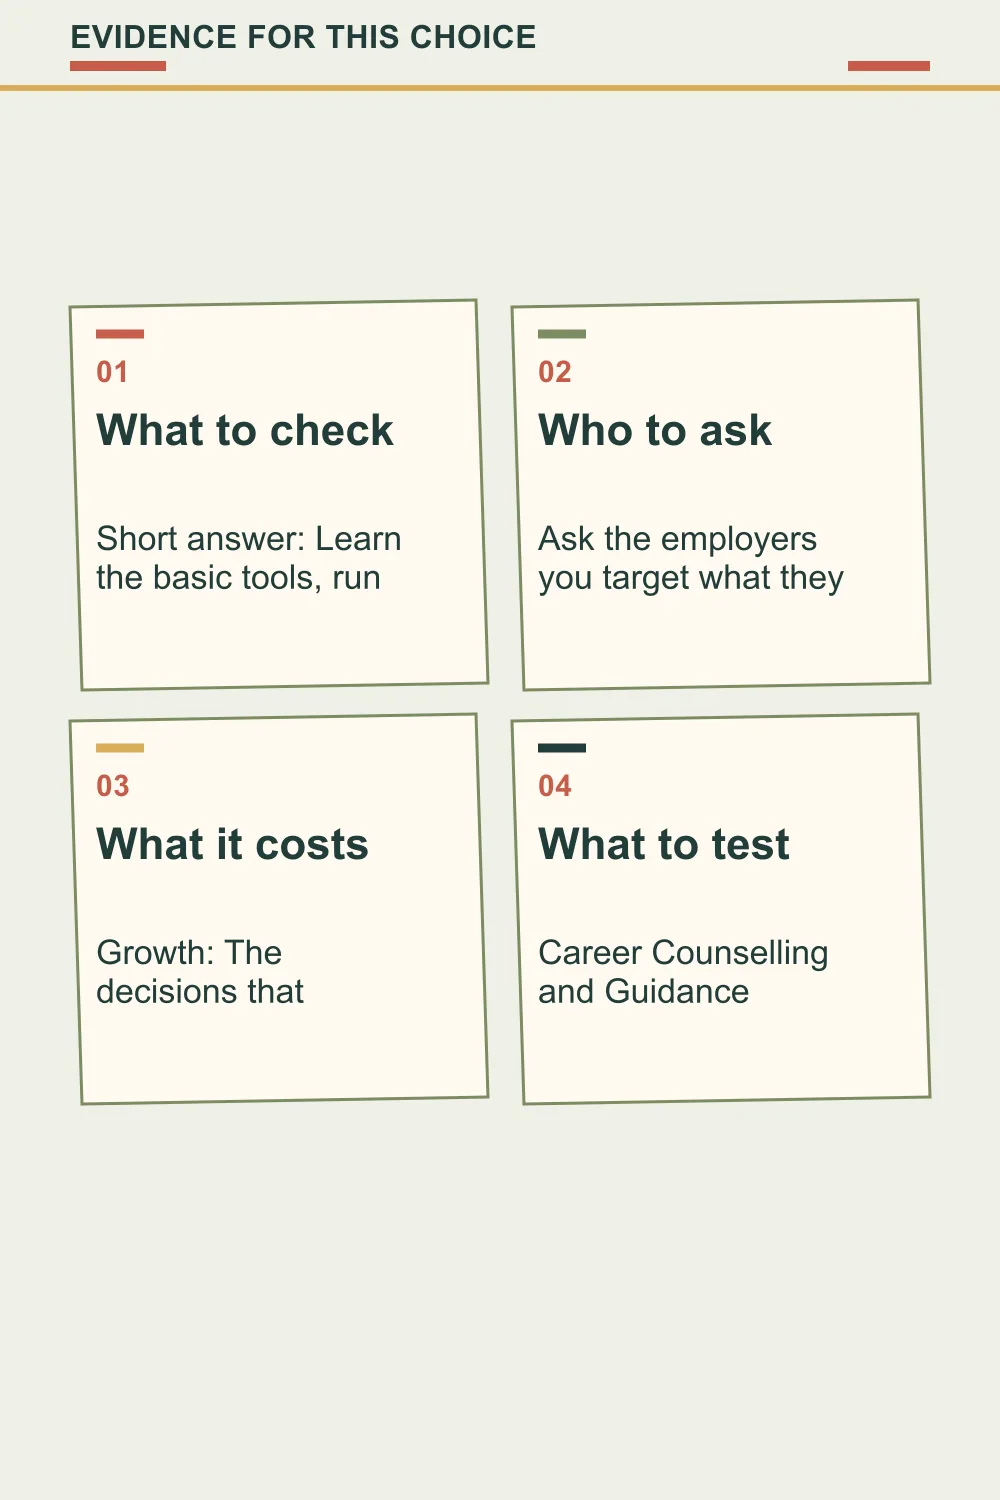 EVIDENCE FOR THIS CHOICE
01
What to check
Short answer: Learn
the basic tools, run
02
Who to ask
Ask the employers
you target what they
03
What it costs
Growth: The
decisions that
04
What to test
Career Counselling
and Guidance